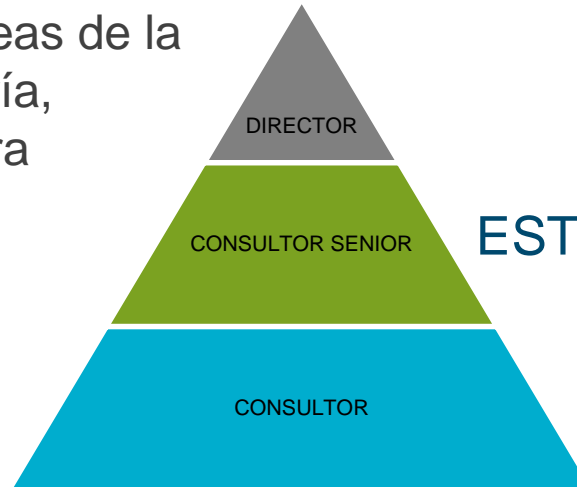 eas de la
ía,
ra
DIRECTOR
CONSULTOR SENIOR
EST
CONSULTOR